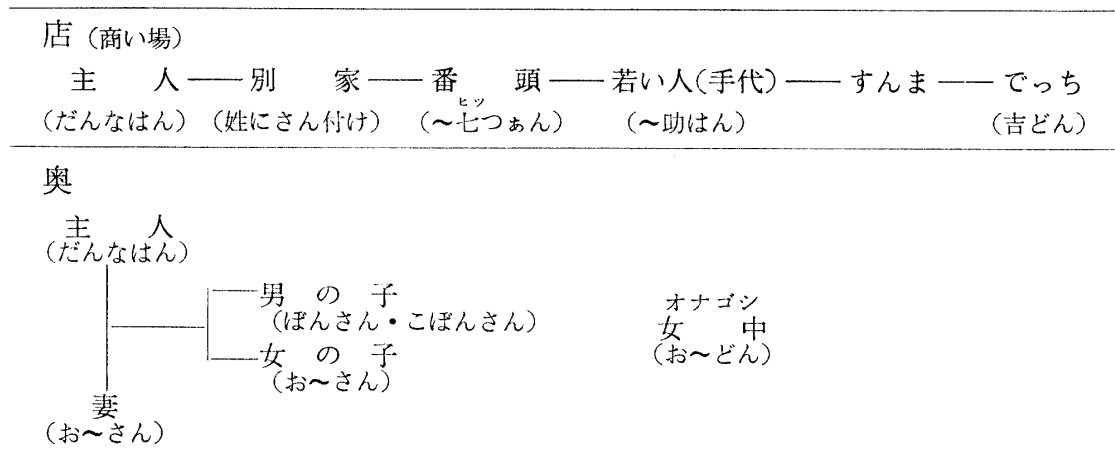 店（商い場）
主人――別家――番頭――若い人(手代)――すんま――でっち
ヒツ
（だんなはん）（姓にさん付け）（〜七つぁん）（〜助はん）（吉どん）
奥
主人
（だんなはん）
男の子
（ぼんさん・こぼんさん）
女の子
（お〜さん）
妻
（お〜さん）
オナゴシ
女中
（お〜どん）